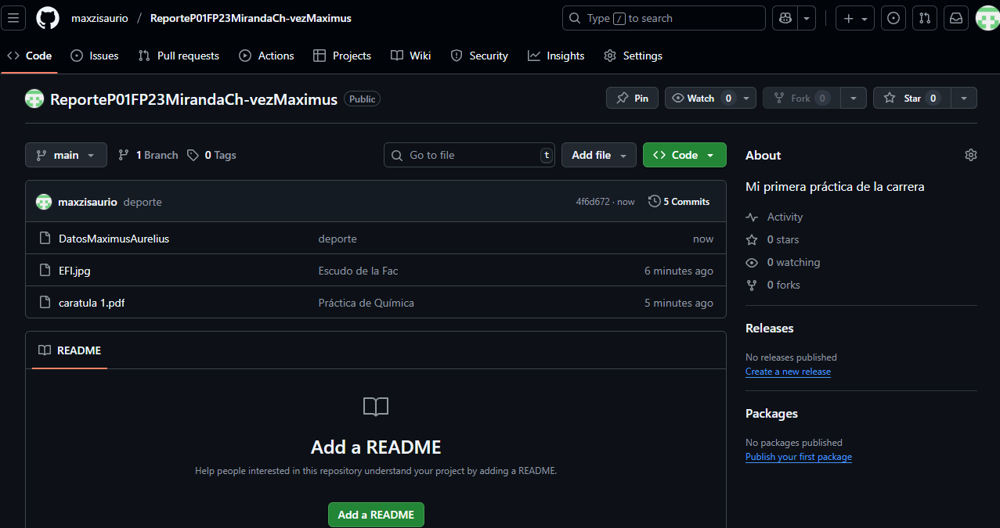 maxzisaurio / ReporteP01FP23MirandaCh-vezMaximus Type / to search
Code Issues Pull requests Actions Projects Wiki Security Insights Settings
ReporteP01FP23MirandaCh-vezMaximus Public Pin Watch 0 Fork 0 Star 0
main 1 Branch 0 Tags Go to file t Add file Code
maxzisaurio deporte 4f6d672 · now 5 Commits
DatosMaximusAurelius deporte now
EFI.jpg Escudo de la Fac 6 minutes ago
caratula 1.pdf Práctica de Química 5 minutes ago
README
Add a README
Help people interested in this repository understand your project by adding a README.
Add a README
About
Mi primera práctica de la carrera
Activity
0 stars
0 watching
0 forks
Releases
No releases published
Create a new release
Packages
No packages published
Publish your first package